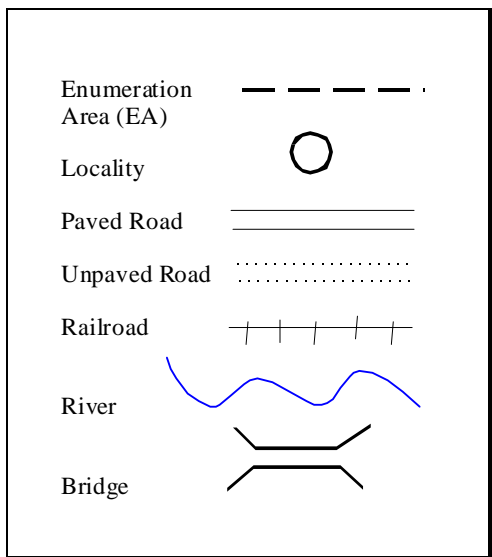 Enumeration
Area (EA)
Locality
Paved Road
Unpaved Road
Railroad
River
Bridge